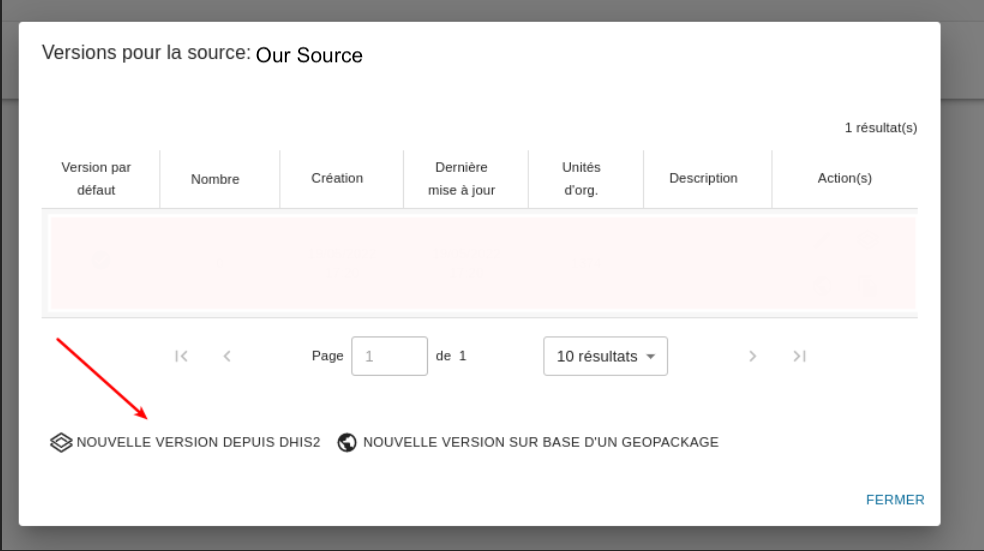 Versions pour la source: Our Source
1 résultat(s)
Version par
défaut
Nombre
Création
Dernière
mise à jour
Unités
d'org.
Description
Action(s)
Page 1 de 1
10 résultats
NOUVELLE VERSION DEPUIS DHIS2
NOUVELLE VERSION SUR BASE D'UN GEOPACKAGE
FERMER